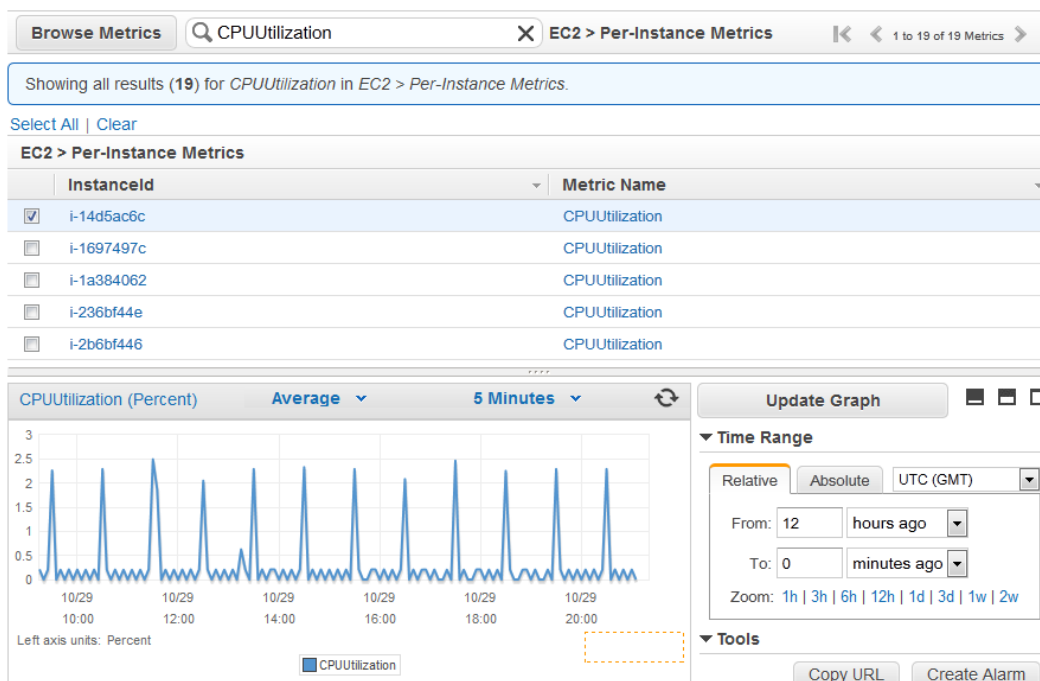 Browse Metrics CPUUtilization X EC2 > Per-Instance Metrics 1 to 19 of 19 Metrics
Showing all results (19) for CPUUtilization in EC2 > Per-Instance Metrics.
Select All | Clear
EC2 > Per-Instance Metrics
InstanceId Metric Name
i-14d5ac6c CPUUtilization
i-1697497c CPUUtilization
i-1a384062 CPUUtilization
i-236bf44e CPUUtilization
i-2b6bf446 CPUUtilization
CPUUtilization (Percent) Average 5 Minutes
3
2.5
2
1.5
1
0.5
0
10/29 10/29 10/29 10/29 10/29 10/29
10:00 12:00 14:00 16:00 18:00 20:00
Left axis units: Percent
CPUUtilization
Update Graph
Time Range
Relative Absolute UTC (GMT)
From: 12 hours ago
To: 0 minutes ago
Zoom: 1h | 3h | 6h | 12h | 1d | 3d | 1w | 2w
Tools
Copy URL Create Alarm